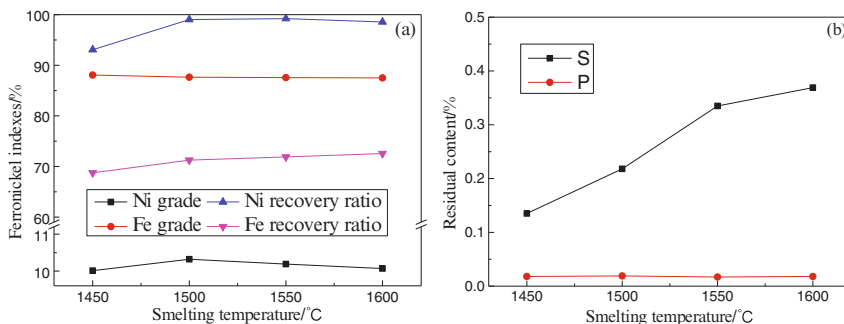 100
(a)
90
80
70
60
11
10
Ferronickel indexes/%
Ni grade
Ni recovery ratio
Fe grade
Fe recovery ratio
1450
1500
1550
1600
Smelting temperature/°C
0.5
(b)
0.4
0.3
0.2
0.1
0.0
Residual content/%
S
P
1450
1500
1550
1600
Smelting temperature/°C